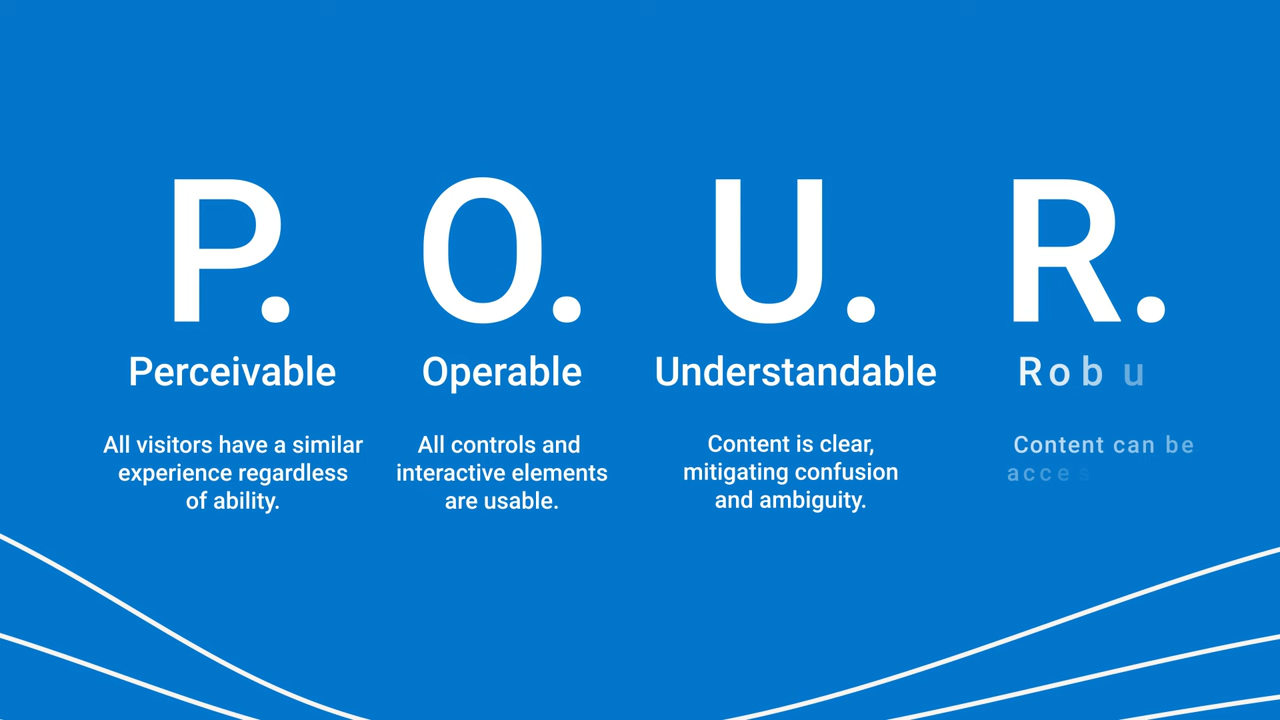 P. O. U. R.
Perceivable
All visitors have a similar
experience regardless
of ability.
Operable
All controls and
interactive elements
are usable.
Understandable
Content is clear,
mitigating confusion
and ambiguity.
Robu
Content can be
acces